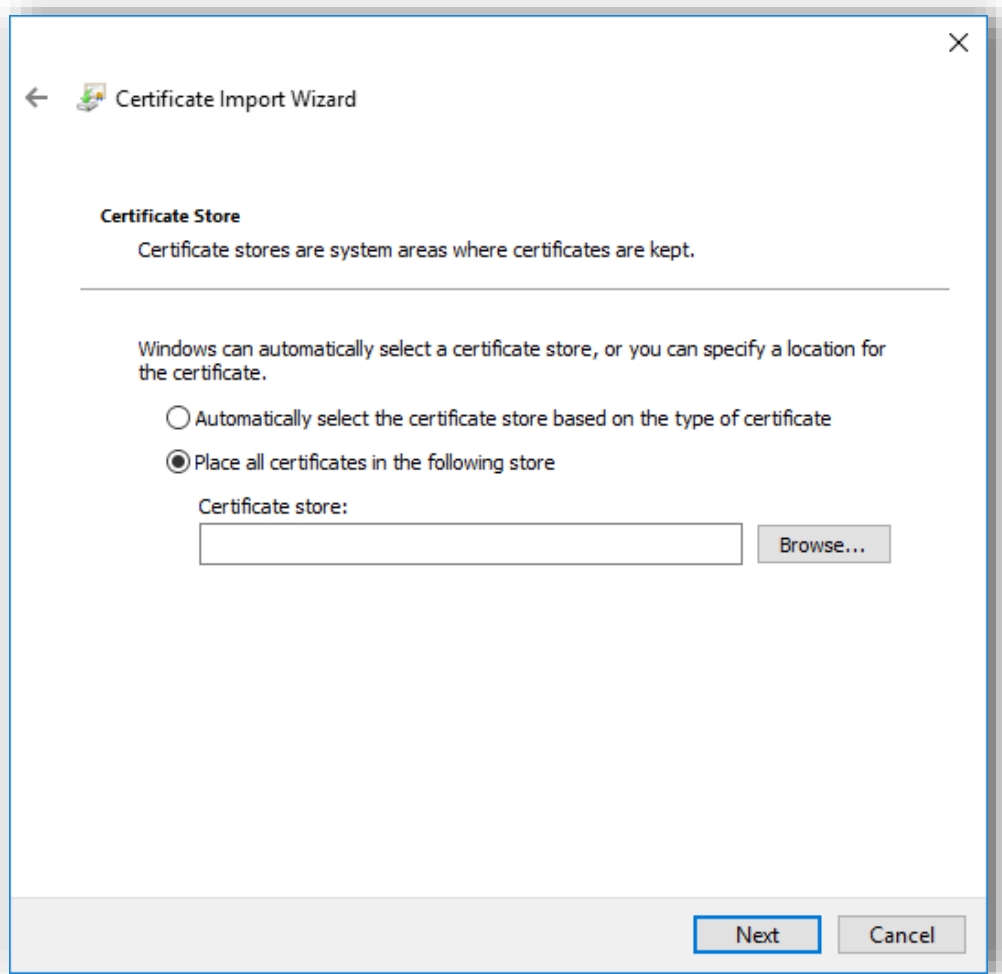 Certificate Import Wizard
Certificate Store
Certificate stores are system areas where certificates are kept.
Windows can automatically select a certificate store, or you can specify a location for
the certificate.
Automatically select the certificate store based on the type of certificate
Place all certificates in the following store
Certificate store:
Browse...
Next
Cancel